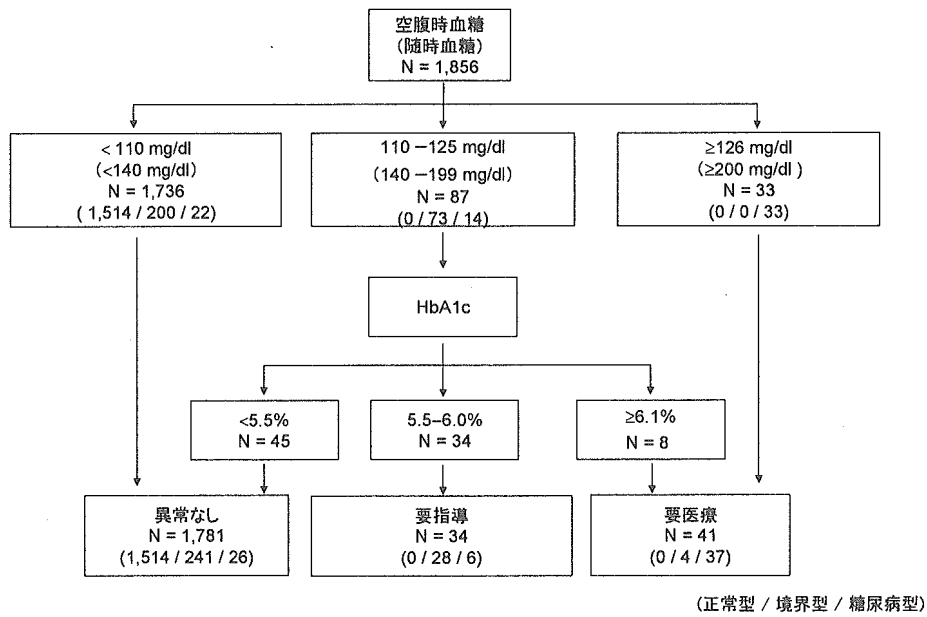 空腹時血糖
(随時血糖)
N = 1,856
< 110 mg/dl
(<140 mg/dl)
N = 1,736
( 1,514 / 200 / 22)
110 −125 mg/dl
(140 −199 mg/dl)
N = 87
(0 / 73 / 14)
≥126 mg/dl
(≥200 mg/dl )
N = 33
(0 / 0 / 33)
HbA1c
<5.5%
N = 45
5.5–6.0%
N = 34
≥6.1%
N = 8
異常なし
N = 1,781
(1,514 / 241 / 26)
要指導
N = 34
(0 / 28 / 6)
要医療
N = 41
(0 / 4 / 37)
(正常型 / 境界型 / 糖尿病型)